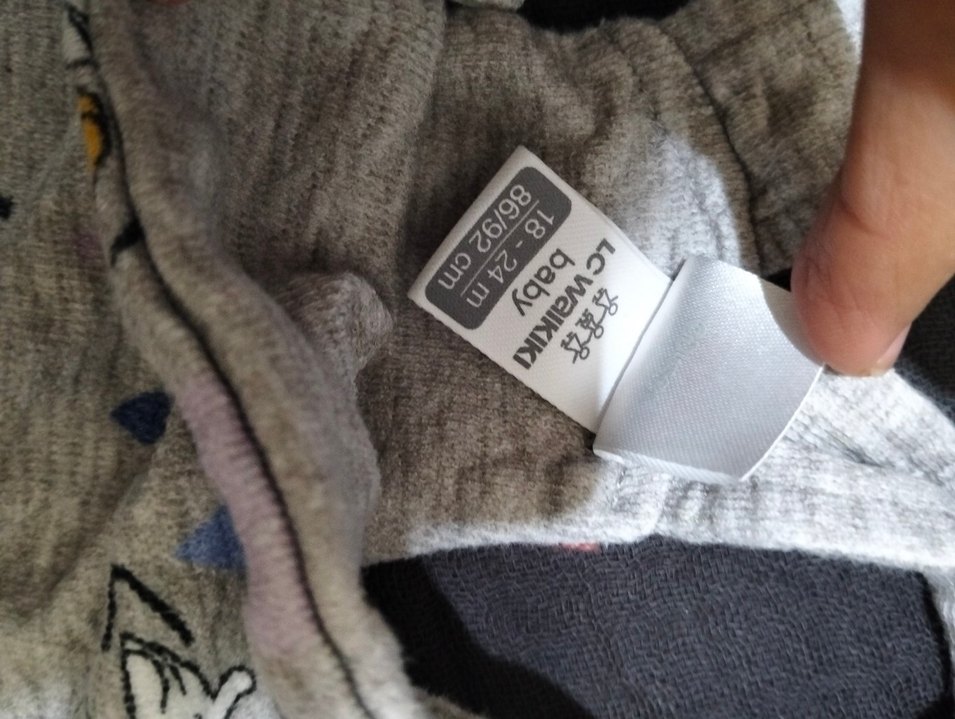 LC WAIKIKI
baby
18 - 24 m
86/92 cm